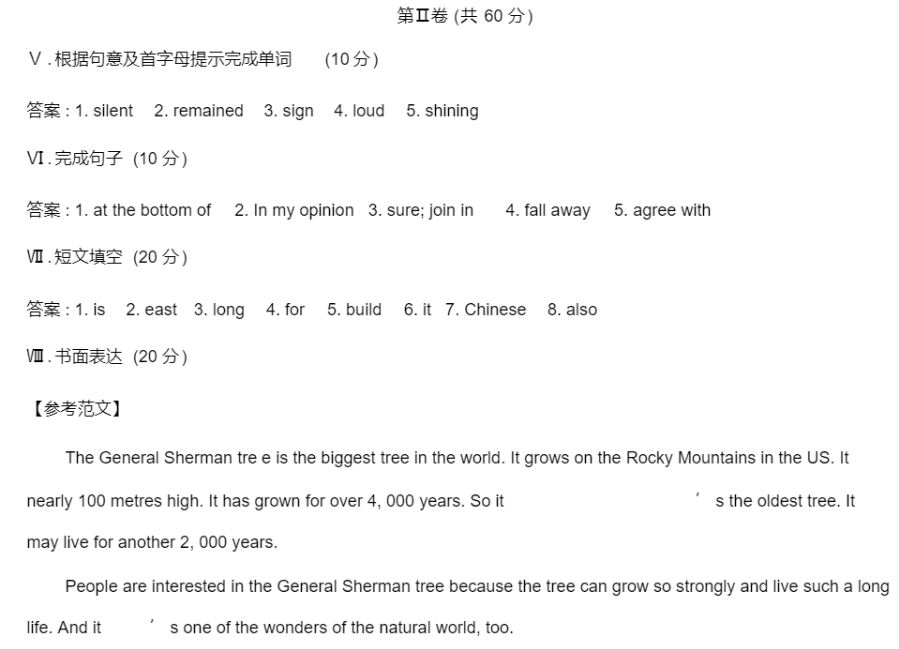 第Ⅱ卷 (共 60 分)
Ⅴ.根据句意及首字母提示完成单词 (10 分)
答案: 1. silent 2. remained 3. sign 4. loud 5. shining
Ⅵ.完成句子 (10 分)
答案: 1. at the bottom of 2. In my opinion 3. sure; join in 4. fall away 5. agree with
Ⅶ.短文填空 (20 分)
答案: 1. is 2. east 3. long 4. for 5. build 6. it 7. Chinese 8. also
Ⅷ.书面表达 (20 分)
【参考范文】
The General Sherman tre e is the biggest tree in the world. It grows on the Rocky Mountains in the US. It
nearly 100 metres high. It has grown for over 4, 000 years. So it ′ s the oldest tree. It
may live for another 2, 000 years.
People are interested in the General Sherman tree because the tree can grow so strongly and live such a long
life. And it ′ s one of the wonders of the natural world, too.